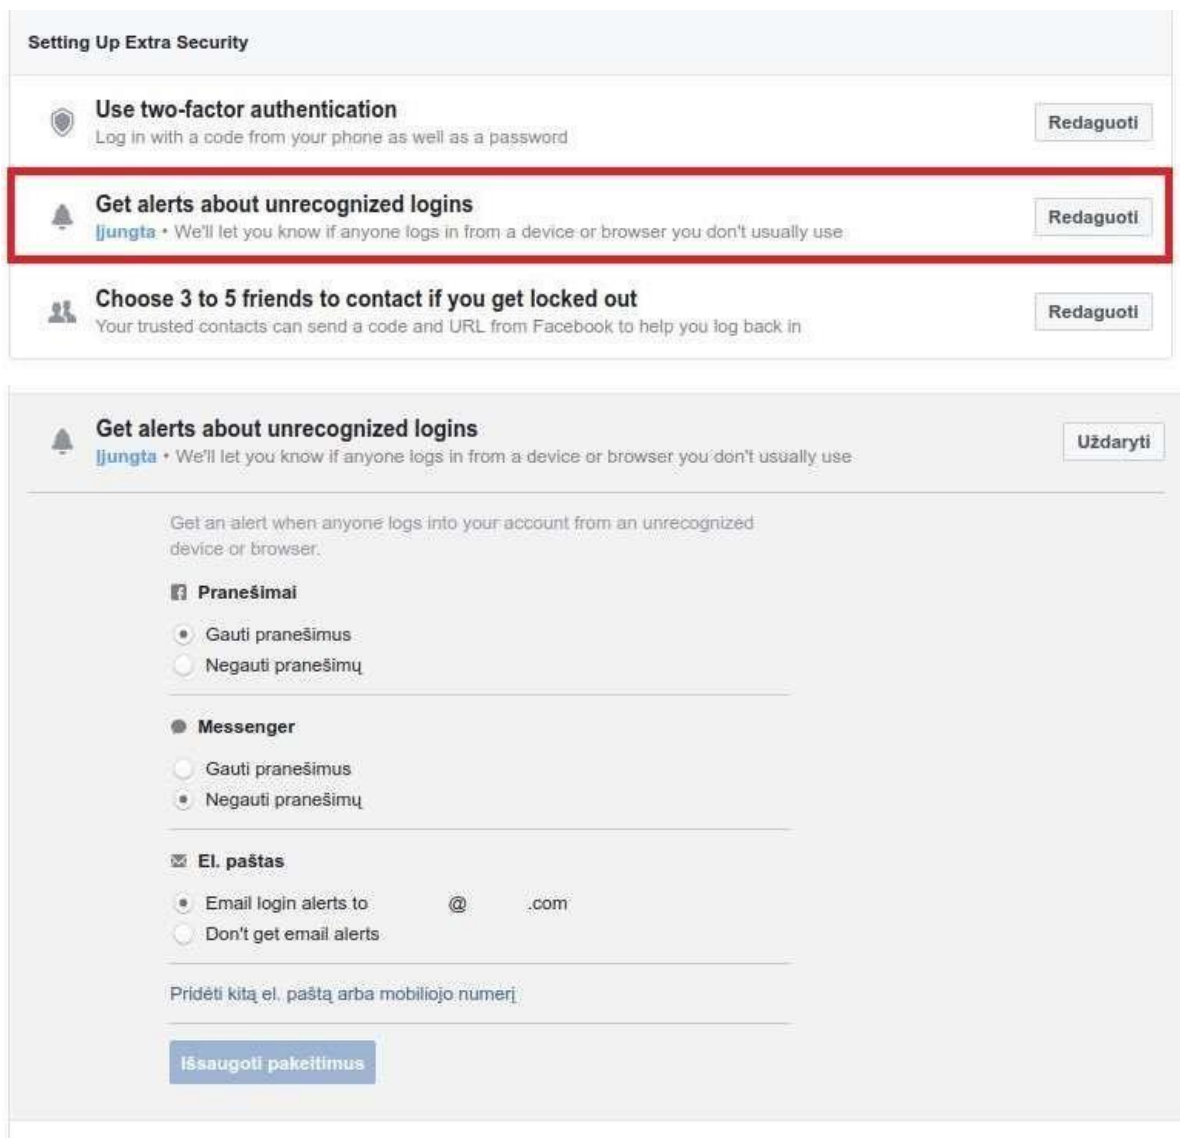 Setting Up Extra Security
Use two-factor authentication
Log in with a code from your phone as well as a password
Redaguoti
Get alerts about unrecognized logins
Įjungta • We'll let you know if anyone logs in from a device or browser you don't usually use
Redaguoti
Choose 3 to 5 friends to contact if you get locked out
Your trusted contacts can send a code and URL from Facebook to help you log back in
Redaguoti
Get alerts about unrecognized logins
Įjungta • We'll let you know if anyone logs in from a device or browser you don't usually use
Uždaryti
Get an alert when anyone logs into your account from an unrecognized
device or browser.
Pranešimai
Gauti pranešimus
Negauti pranešimų
Messenger
Gauti pranešimus
Negauti pranešimų
El. paštas
Email login alerts to @ .com
Don't get email alerts
Pridėti kitą el. paštą arba mobiliojo numerį
Išsaugoti pakeitimus